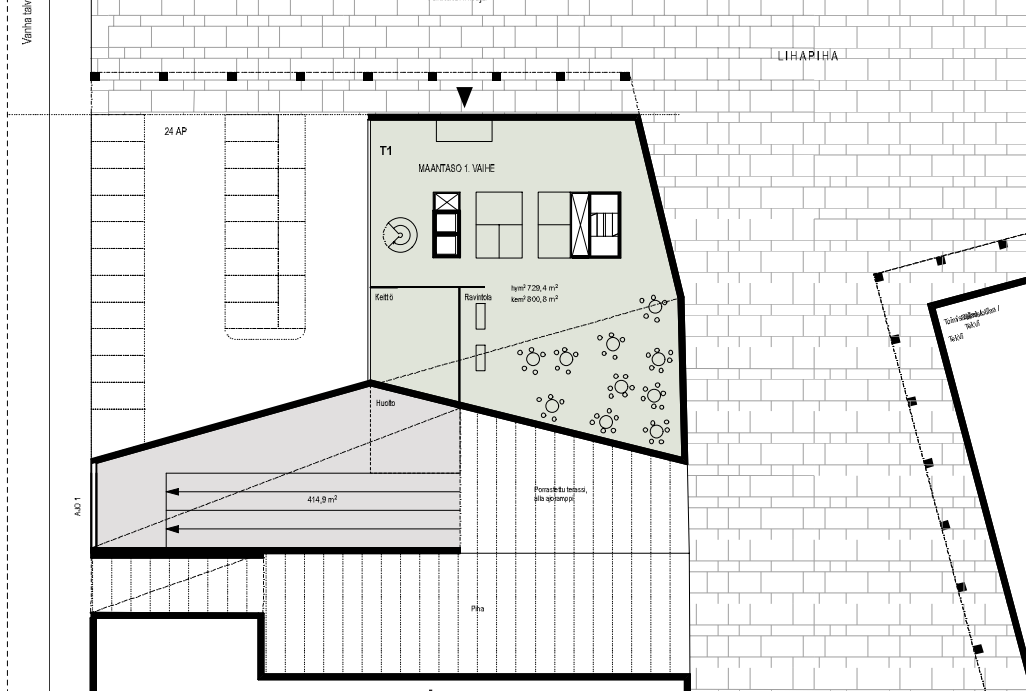 Vanha talv
LIHAPIHA
24 AP
T1
MAANTASO 1. VAIHE
hym² 729,4 m²
kem² 800,8 m²
Keittiö
Ravintola
Huolto
414,9 m²
AJO 1
Porrastettu terassi,
alla ajoramppi
Piha